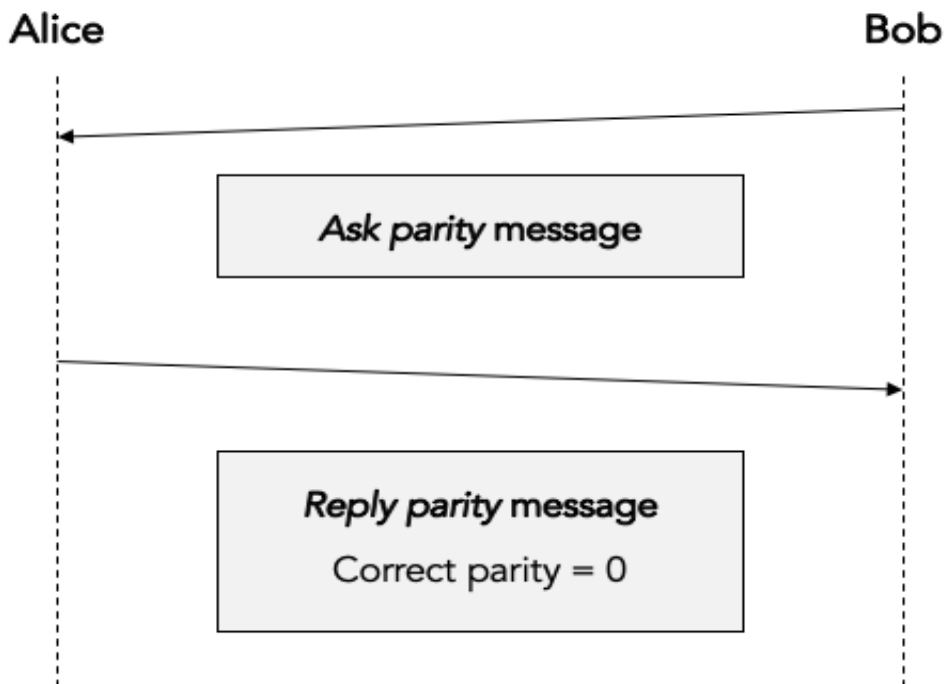 Alice
Bob
Ask parity message
Reply parity message
Correct parity = 0